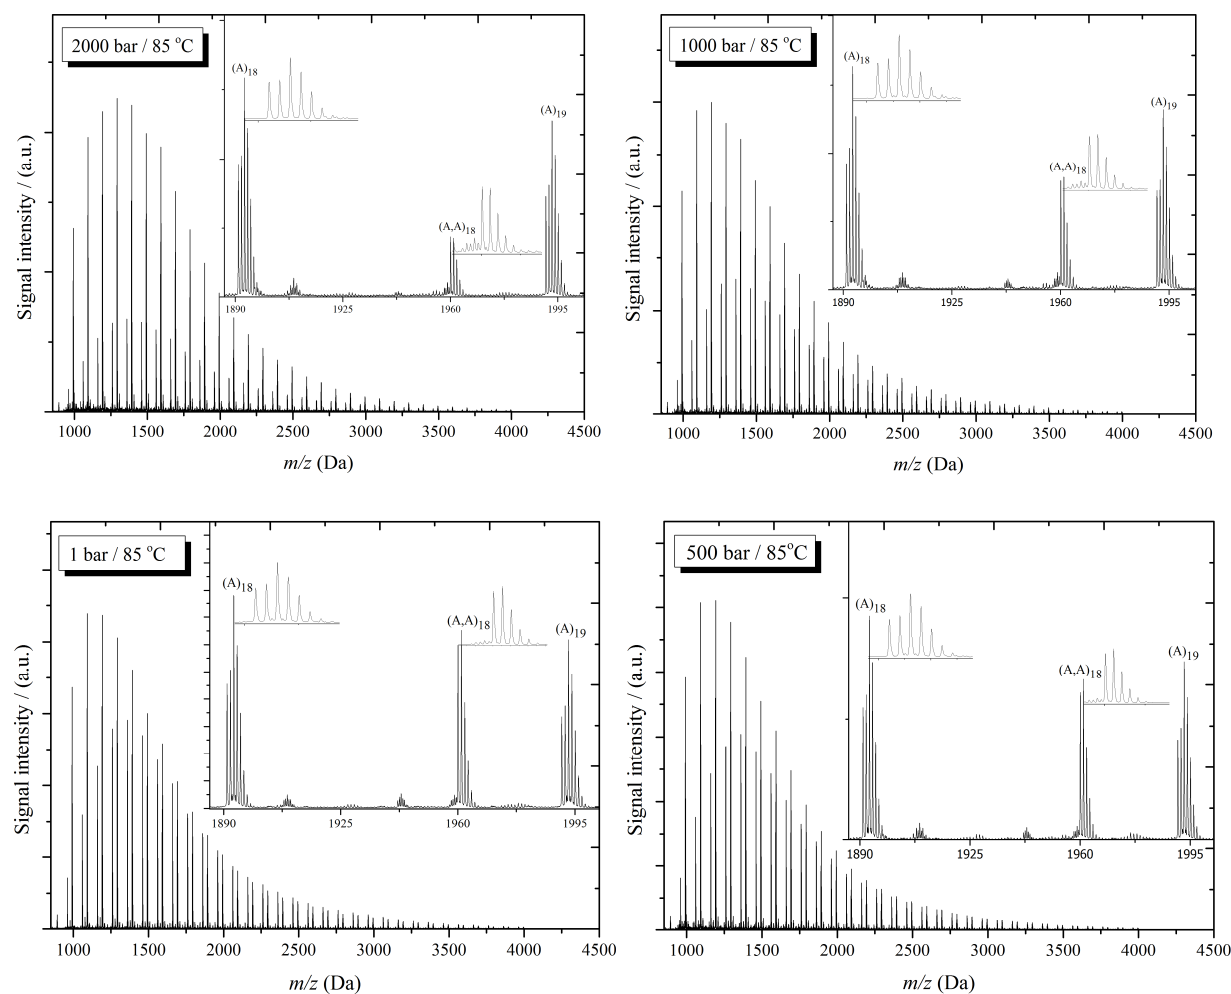 2000 bar / 85 °C
(A)18
(A,A)18
(A)19
1890 1925 1960 1995
Signal intensity / (a.u.)
1000 1500 2000 2500 3000 3500 4000 4500
m/z (Da)
1000 bar / 85 °C
(A)18
(A,A)18
(A)19
1890 1925 1960 1995
Signal intensity / (a.u.)
1000 1500 2000 2500 3000 3500 4000 4500
m/z (Da)
1 bar / 85 °C
(A)18
(A,A)18
(A)19
1890 1925 1960 1995
Signal intensity / (a.u.)
1000 1500 2000 2500 3000 3500 4000 4500
m/z (Da)
500 bar / 85°C
(A)18
(A,A)18
(A)19
1890 1925 1960 1995
Signal intensity / (a.u.)
1000 1500 2000 2500 3000 3500 4000 4500
m/z (Da)